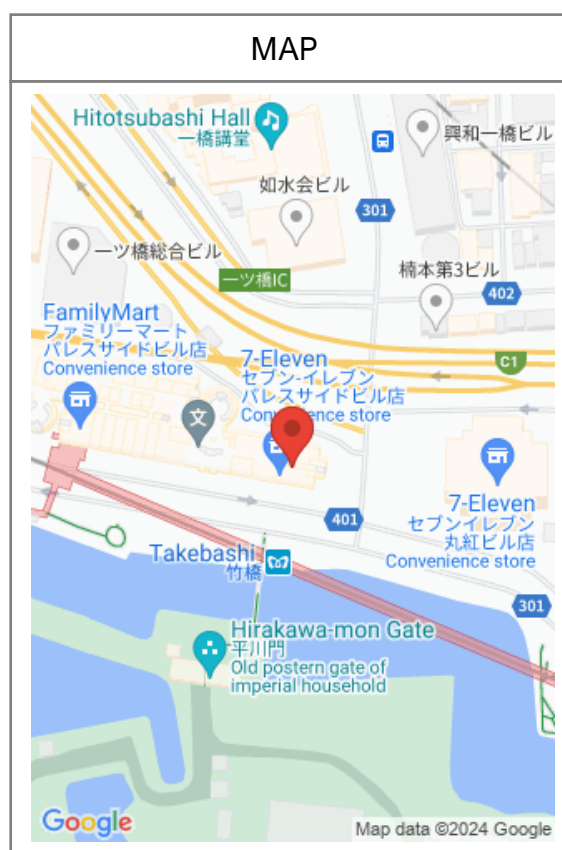 MAP
Hitotsubashi Hall
一橋講堂
興和一橋ビル
如水会ビル
301
一ツ橋総合ビル
一ツ橋IC
楠本第3ビル
402
FamilyMart
ファミリーマート
パレスサイドビル店
Convenience store
7-Eleven
セブン-イレブン
パレスサイドビル店
Convenience store
C1
文
7-Eleven
セブンイレブン
丸紅ビル店
Convenience store
401
Takebashi
竹橋
301
Hirakawa-mon Gate
平川門
Old postern gate of
imperial household
Google
Map data ©2024 Google